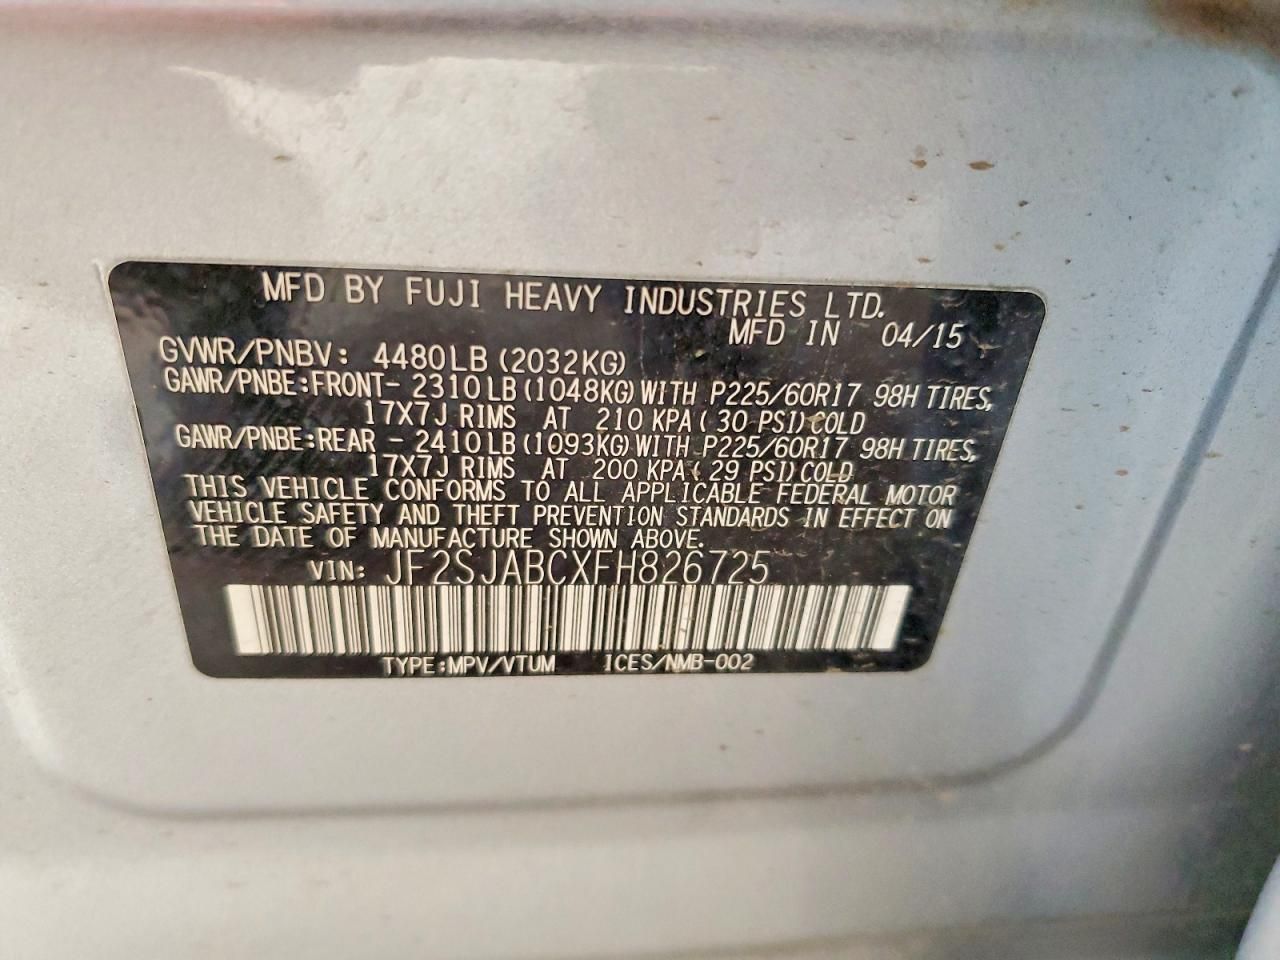 MFD BY FUJI HEAVY INDUSTRIES LTD.
MFD IN 04/15
GVWR/PNBV: 4480LB (2032KG)
GAWR/PNBE:FRONT- 2310LB (1048KG) WITH P225/60R17 98H TIRES,
17X7J RIMS AT 210 KPA ( 30 PSI) COLD
GAWR/PNBE:REAR - 2410LB (1093KG) WITH P225/60R17 98H TIRES,
17X7J RIMS AT 200 KPA ( 29 PSI) COLD
THIS VEHICLE CONFORMS TO ALL APPLICABLE FEDERAL MOTOR
VEHICLE SAFETY AND THEFT PREVENTION STANDARDS IN EFFECT ON
THE DATE OF MANUFACTURE SHOWN ABOVE.
VIN: JF2SJABCXFH826725
TYPE:MPV/VTUM ICES/NMB-002